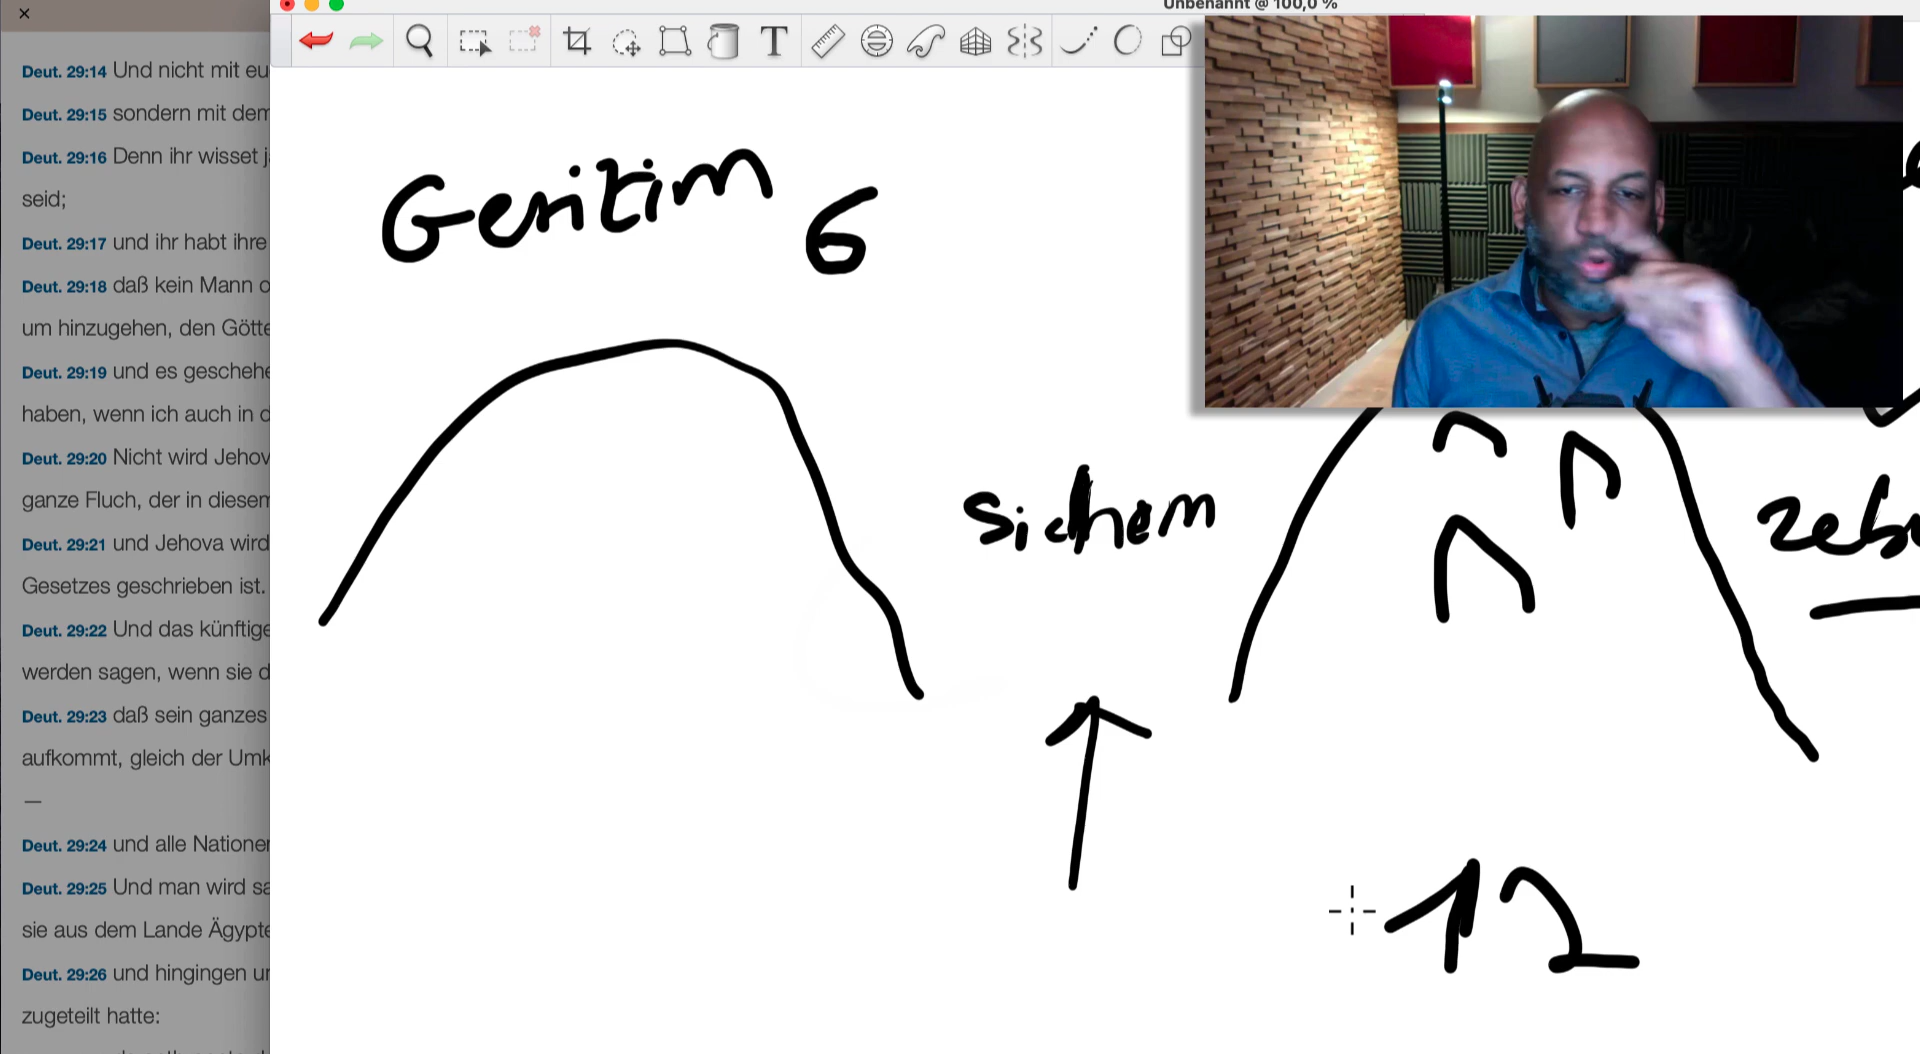 Unbenannt @ 100,0 %
T
Deut. 29:14 Und nicht mit eu
Deut. 29:15 sondern mit dem
Deut. 29:16 Denn ihr wisset j
seid;
Deut. 29:17 und ihr habt ihre
Deut. 29:18 daß kein Mann o
um hinzugehen, den Götte
Deut. 29:19 und es geschehe
haben, wenn ich auch in d
Deut. 29:20 Nicht wird Jehov
ganze Fluch, der in diesem
Deut. 29:21 und Jehova wird
Gesetzes geschrieben ist.
Deut. 29:22 Und das künftige
werden sagen, wenn sie d
Deut. 29:23 daß sein ganzes
aufkommt, gleich der Umk
—
Deut. 29:24 und alle Nationen
Deut. 29:25 Und man wird sa
sie aus dem Lande Ägypte
Deut. 29:26 und hingingen un
zugeteilt hatte:
Geritzim
6
Sichem
Zebu
12